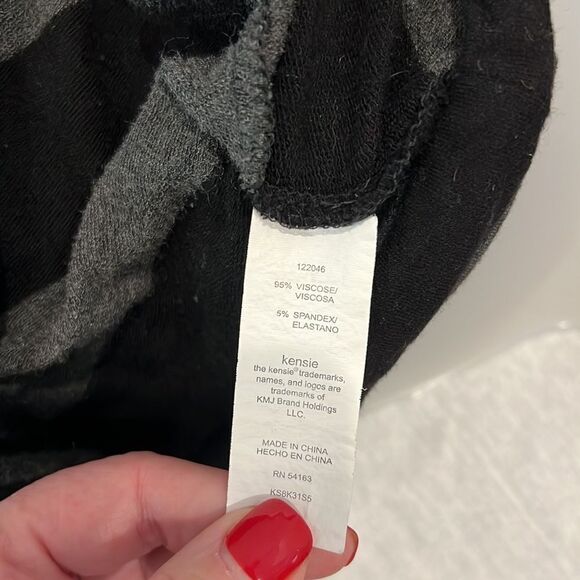 122046
95% VISCOSE/
VISCOSA
5% SPANDEX/
ELASTANO
kensie
the kensie® trademarks,
names, and logos are
trademarks of
KMJ Brand Holdings
LLC.
MADE IN CHINA
HECHO EN CHINA
RN 54163
KS8K31S5